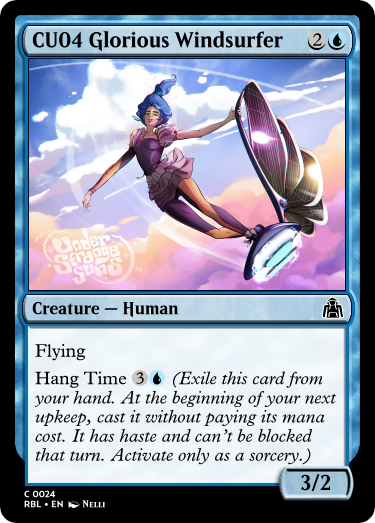 CU04 Glorious Windsurfer 2
Under
Strange
Suns
Creature — Human
Flying
Hang Time 3 (Exile this card from
your hand. At the beginning of your next
upkeep, cast it without paying its mana
cost. It has haste and can't be blocked
that turn. Activate only as a sorcery.)
3/2
C 0024
RBL • EN Nelli